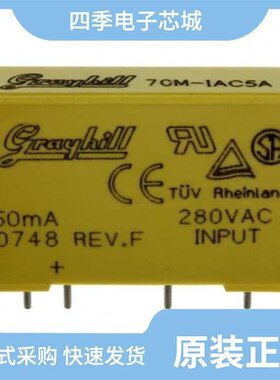 四季电子芯城
Grayhill
70M-IAC5A
Grayhill
CE
TÜV Rheinlan
50mA
280VAC
0748 REV.F
INPUT
+
式采购 快速发货
原装正